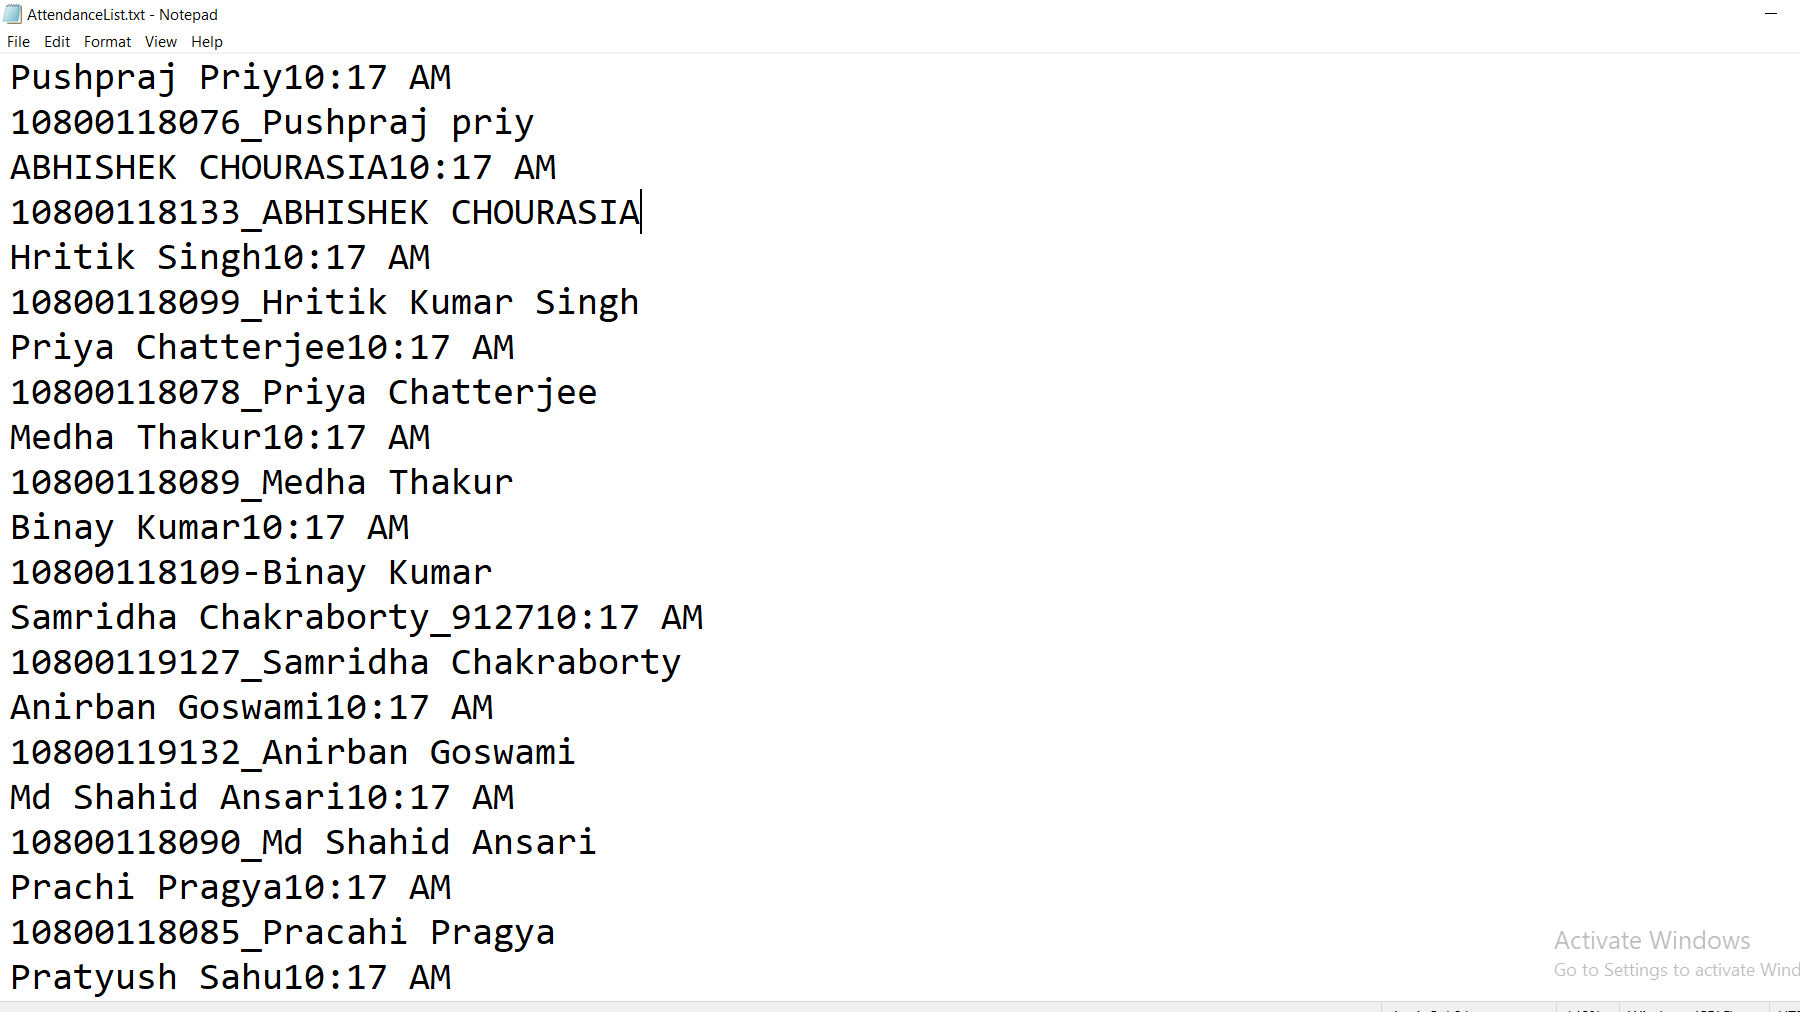 AttendanceList.txt - Notepad
File Edit Format View Help
Pushpraj Priy10:17 AM
10800118076_Pushpraj priy
ABHISHEK CHOURASIA10:17 AM
10800118133_ABHISHEK CHOURASIA
Hritik Singh10:17 AM
10800118099_Hritik Kumar Singh
Priya Chatterjee10:17 AM
10800118078_Priya Chatterjee
Medha Thakur10:17 AM
10800118089_Medha Thakur
Binay Kumar10:17 AM
10800118109-Binay Kumar
Samridha Chakraborty_912710:17 AM
10800119127_Samridha Chakraborty
Anirban Goswami10:17 AM
10800119132_Anirban Goswami
Md Shahid Ansari10:17 AM
10800118090_Md Shahid Ansari
Prachi Pragya10:17 AM
10800118085_Pracahi Pragya
Pratyush Sahu10:17 AM
Activate Windows
Go to Settings to activate Wind